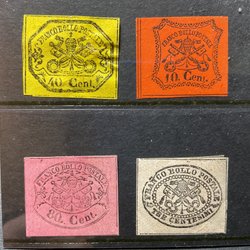 FRANCO BOLLO POSTALE
40 Cent.
FRANCO BOLLO POSTALE
10 Cent.
FRANCO BOLLO POSTALE
80 Cent.
FRANCO BOLLO POSTALE
TRE CENTESIMI